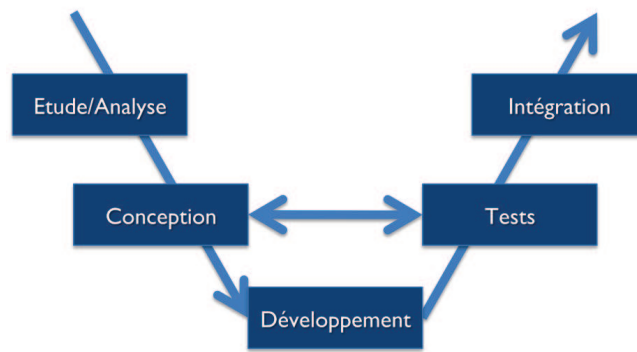 Etude/Analyse
Intégration
Conception
Tests
Développement